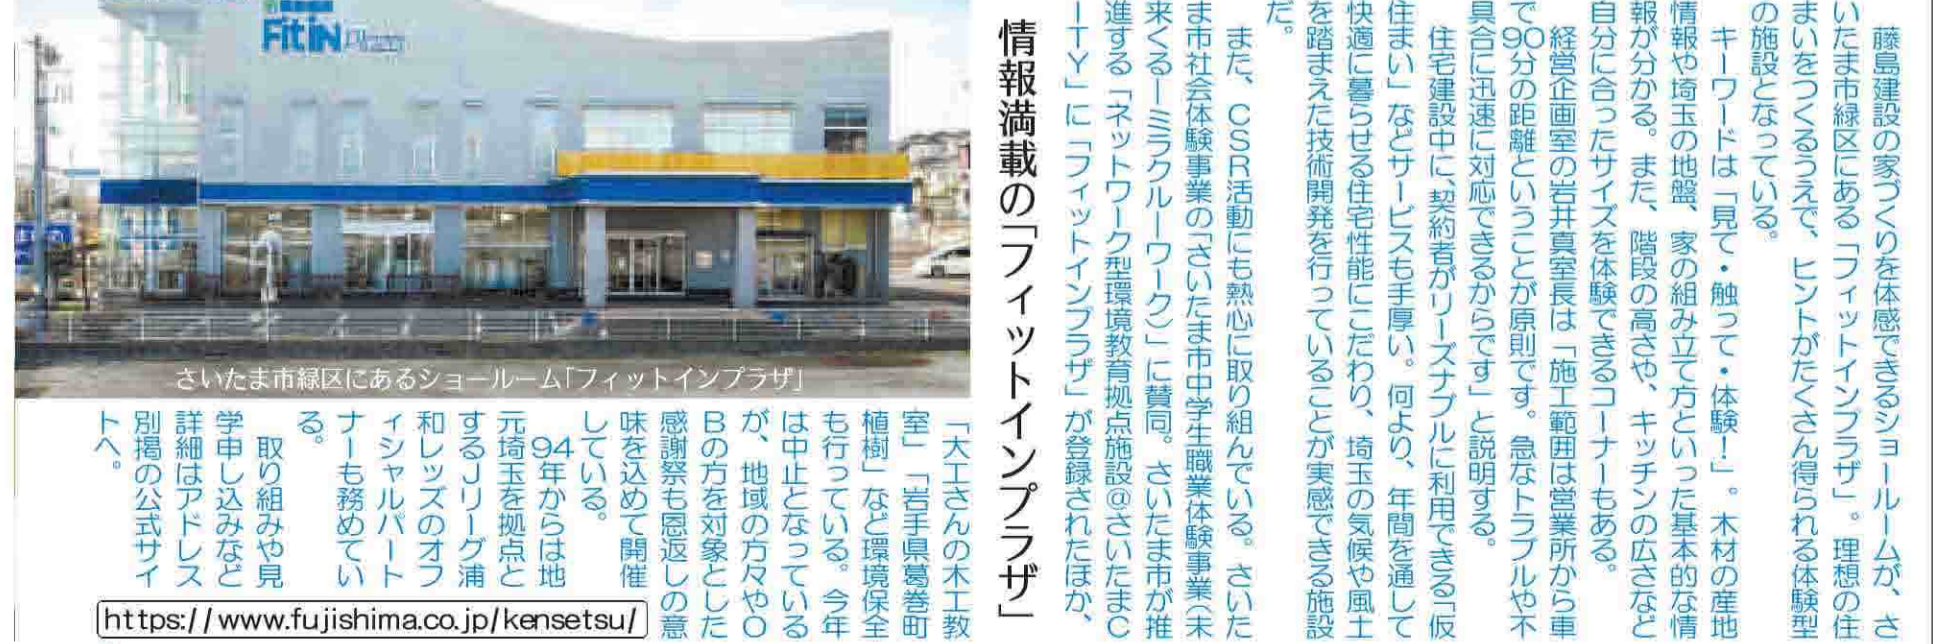 情報満載の「フィットインプラザ」
藤島建設の家づくりを体感できるショールームが、さ
いたま市緑区にある「フィットインプラザ」。理想の住
まいをつくるうえで、ヒントがたくさん得られる体験型
の施設となっている。
キーワードは「見て・触って・体験！」。木材の産地
情報や埼玉の地盤、家の組み立て方といった基本的な情
報が分かる。また、階段の高さや、キッチンの広さなど
自分に合ったサイズを体験できるコーナーもある。
経営企画室の岩井真室長は「施工範囲は営業所から車
で90分の距離ということが原則です。急なトラブルや不
具合に迅速に対応できるからです」と説明する。
住宅建設中に、契約者がリーズナブルに利用できる「仮
住まい」などサービスも手厚い。何より、年間を通して
快適に暮らせる住宅性能にこだわり、埼玉の気候や風土
を踏まえた技術開発を行っていることが実感できる施設
だ。
また、CSR活動にも熱心に取り組んでいる。さいた
ま市社会体験事業の「さいたま市中学生職業体験事業（未
来くるーミラクルーワーク）」に賛同。さいたま市が推
進する「ネットワーク型環境教育拠点施設＠さいたまC
ITY」に「フィットインプラザ」が登録されたほか、
「大工さんの木工教
室」「岩手県葛巻町
植樹」など環境保全
も行っている。今年
は中止となっている
が、地域の方々やO
Bの方を対象とした
感謝祭も恩返しの意
味を込めて開催
している。
94年からは地
元埼玉を拠点と
するJリーグ浦
和レッズのオフ
ィシャルパート
ナーも務めてい
る。
取り組みや見
学申し込みなど
詳細はアドレス
別掲の公式サイ
トへ。
https://www.fujishima.co.jp/kensetsu/
FitIN Plaza
さいたま市緑区にあるショールーム「フィットインプラザ」